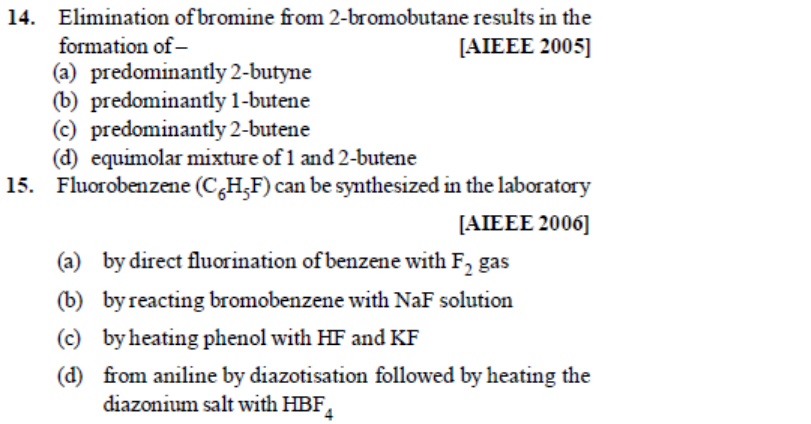 14. Elimination of bromine from 2-bromobutane results in the
formation of – [AIEEE 2005]
(a) predominantly 2-butyne
(b) predominantly 1-butene
(c) predominantly 2-butene
(d) equimolar mixture of 1 and 2-butene
15. Fluorobenzene (C₆H₅F) can be synthesized in the laboratory
[AIEEE 2006]
(a) by direct fluorination of benzene with F₂ gas
(b) by reacting bromobenzene with NaF solution
(c) by heating phenol with HF and KF
(d) from aniline by diazotisation followed by heating the
diazonium salt with HBF₄